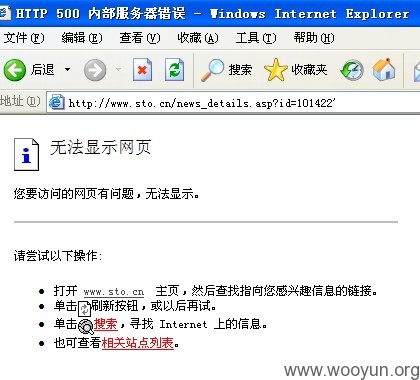 HTTP 500 内部服务器错误 - Windows Internet Explorer
文件(F) 编辑(E) 查看(V) 收藏(A) 工具(T) 帮助(H)
后退 搜索 收藏夹
地址(D) http://www.sto.cn/news_details.asp?id=101422'
无法显示网页
您要访问的网页有问题，无法显示。
请尝试以下操作:
• 打开 www.sto.cn 主页，然后查找指向您感兴趣信息的链接。
• 单击刷新按钮，或以后再试。
• 单击搜索，寻找 Internet 上的信息。
• 也可查看相关站点列表。
www.wooyun.org